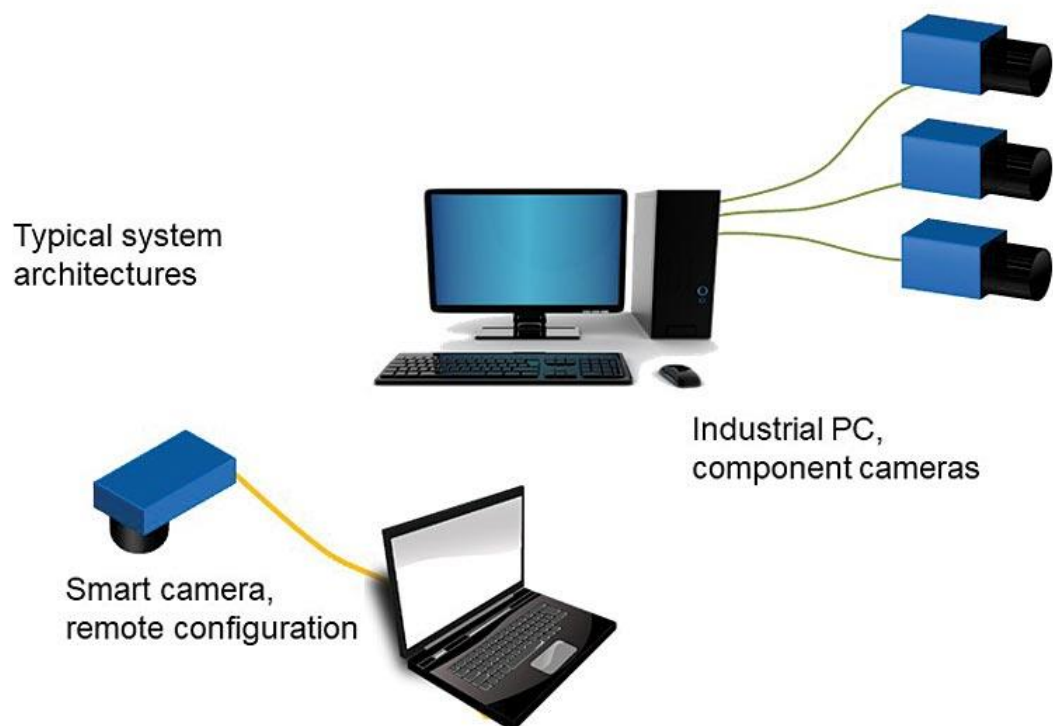 Typical system
architectures
Industrial PC,
component cameras
Smart camera,
remote configuration